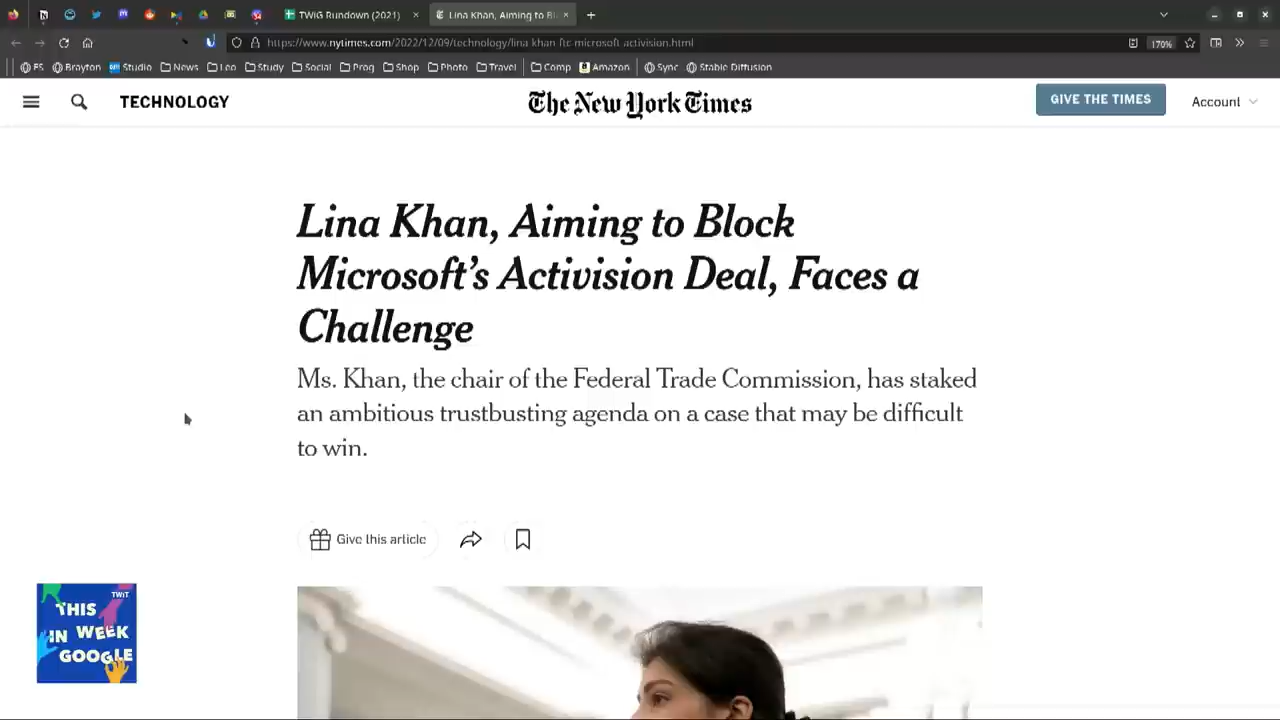 TWiG Rundown (2021)
Lina Khan, Aiming to Bl
https://www.nytimes.com/2022/12/09/technology/lina-khan-ftc-microsoft-activision.html
170%
FS Brayton Studio News Leo Study Social Prog Shop Photo Travel Comp Amazon Sync Stable Diffusion
TECHNOLOGY
The New York Times
GIVE THE TIMES
Account
Lina Khan, Aiming to Block
Microsoft’s Activision Deal, Faces a
Challenge
Ms. Khan, the chair of the Federal Trade Commission, has staked
an ambitious trustbusting agenda on a case that may be difficult
to win.
Give this article
TWiT
THIS
IN WEEK
GOOGLE